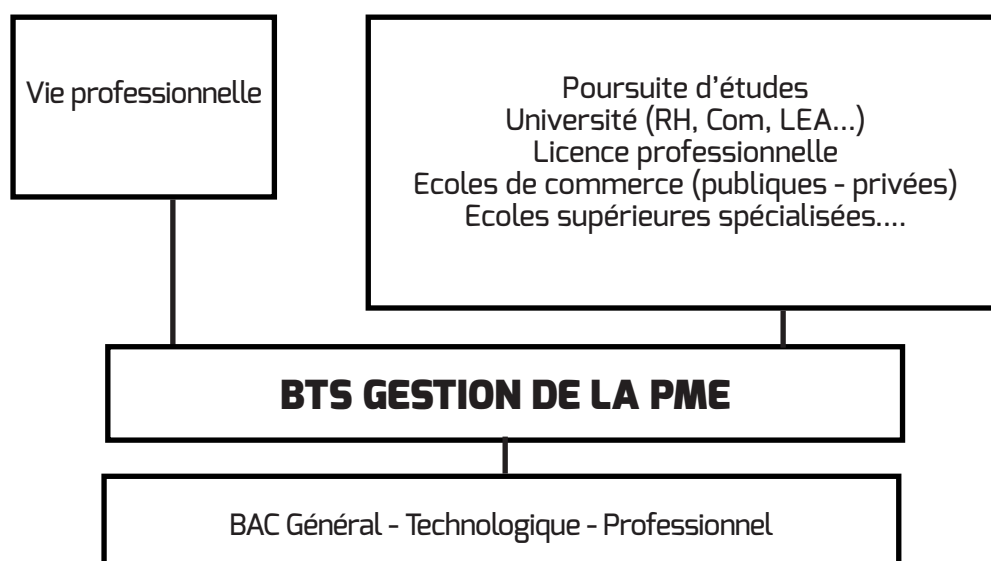 Vie professionnelle
Poursuite d'études
Université (RH, Com, LEA...)
Licence professionnelle
Ecoles de commerce (publiques - privées)
Ecoles supérieures spécialisées....
BTS GESTION DE LA PME
BAC Général - Technologique - Professionnel